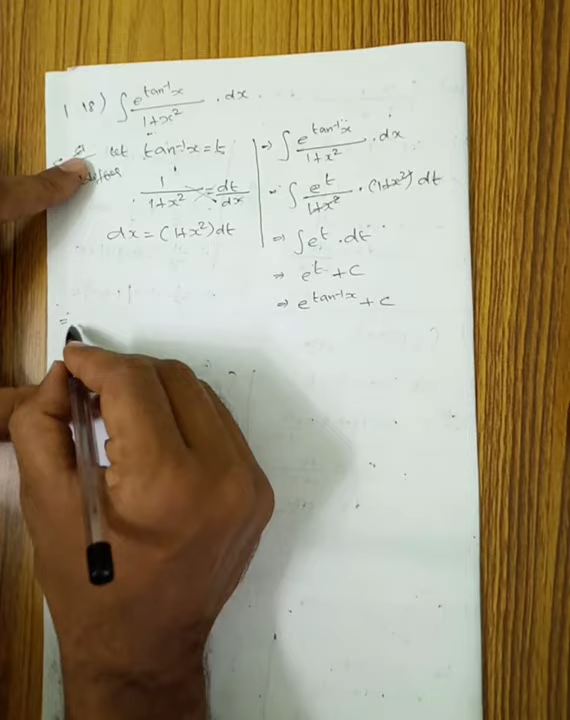 18) ∫ e^tan⁻¹x / 1+x² . dx
let tan⁻¹x = t
1 / 1+x² = dt / dx
dx = (1+x²) dt
⇒ ∫ e^tan⁻¹x / 1+x² . dx
⇒ ∫ e^t / 1+x² . (1+x²) dt
⇒ ∫ e^t . dt
⇒ e^t + c
⇒ e^tan⁻¹x + c
=